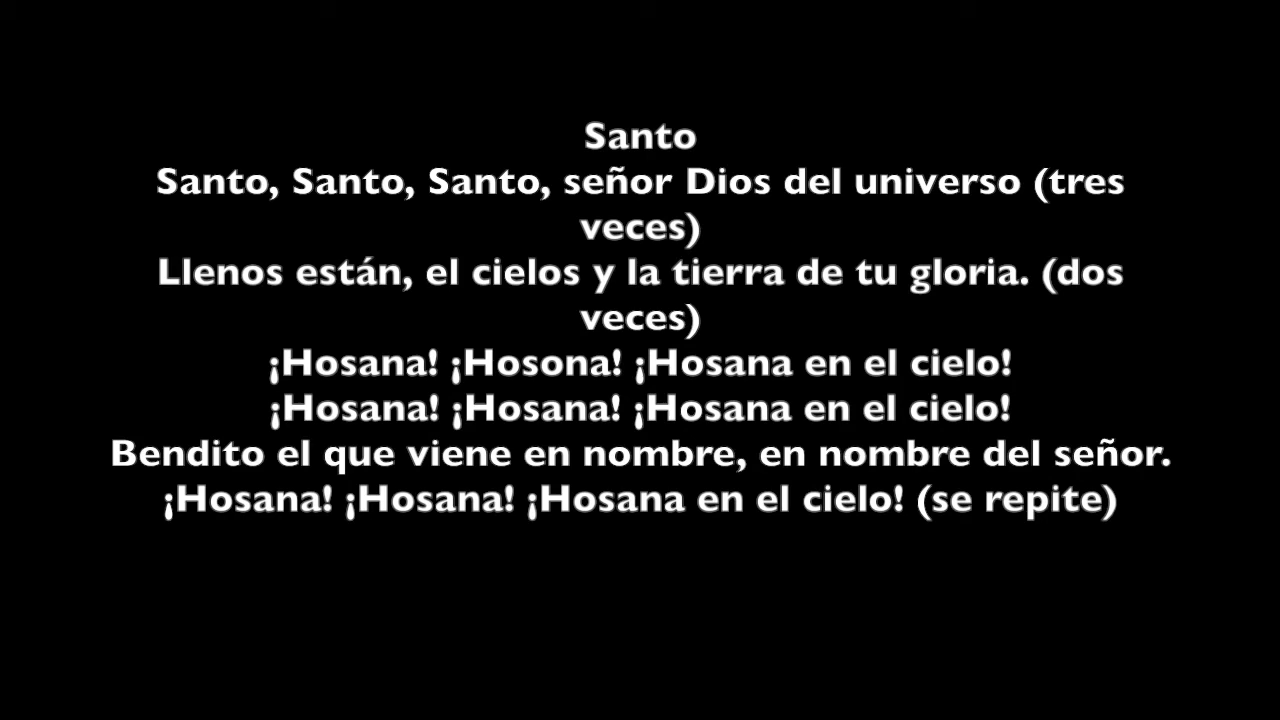 Santo
Santo, Santo, Santo, señor Dios del universo (tres
veces)
Llenos están, el cielos y la tierra de tu gloria. (dos
veces)
¡Hosana! ¡Hosona! ¡Hosana en el cielo!
¡Hosana! ¡Hosana! ¡Hosana en el cielo!
Bendito el que viene en nombre, en nombre del señor.
¡Hosana! ¡Hosana! ¡Hosana en el cielo! (se repite)